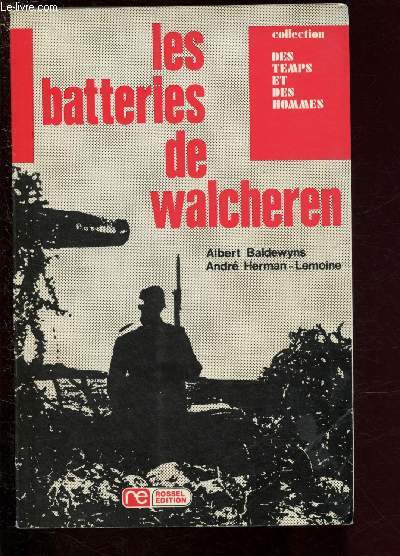 Le-livre.com
les
batteries
de
walcheren
collection
DES
TEMPS
ET
DES
HOMMES
Albert Baldewyns
André Herman-Lemoine
re
ROSSEL
EDITION